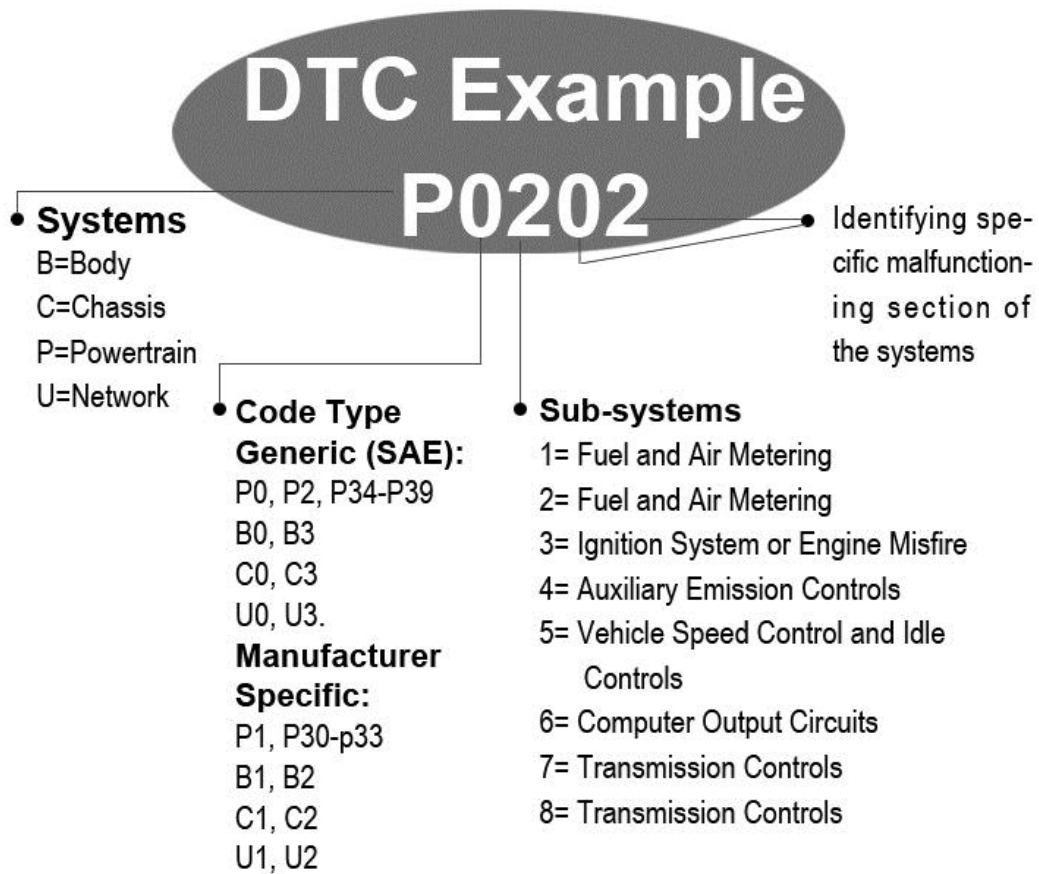 DTC Example
P0202
Systems
B=Body
C=Chassis
P=Powertrain
U=Network
Identifying spe-
cific malfunction-
ing section of
the systems
Code Type
Generic (SAE):
P0, P2, P34-P39
B0, B3
C0, C3
U0, U3.
Manufacturer
Specific:
P1, P30-p33
B1, B2
C1, C2
U1, U2
Sub-systems
1= Fuel and Air Metering
2= Fuel and Air Metering
3= Ignition System or Engine Misfire
4= Auxiliary Emission Controls
5= Vehicle Speed Control and Idle
Controls
6= Computer Output Circuits
7= Transmission Controls
8= Transmission Controls